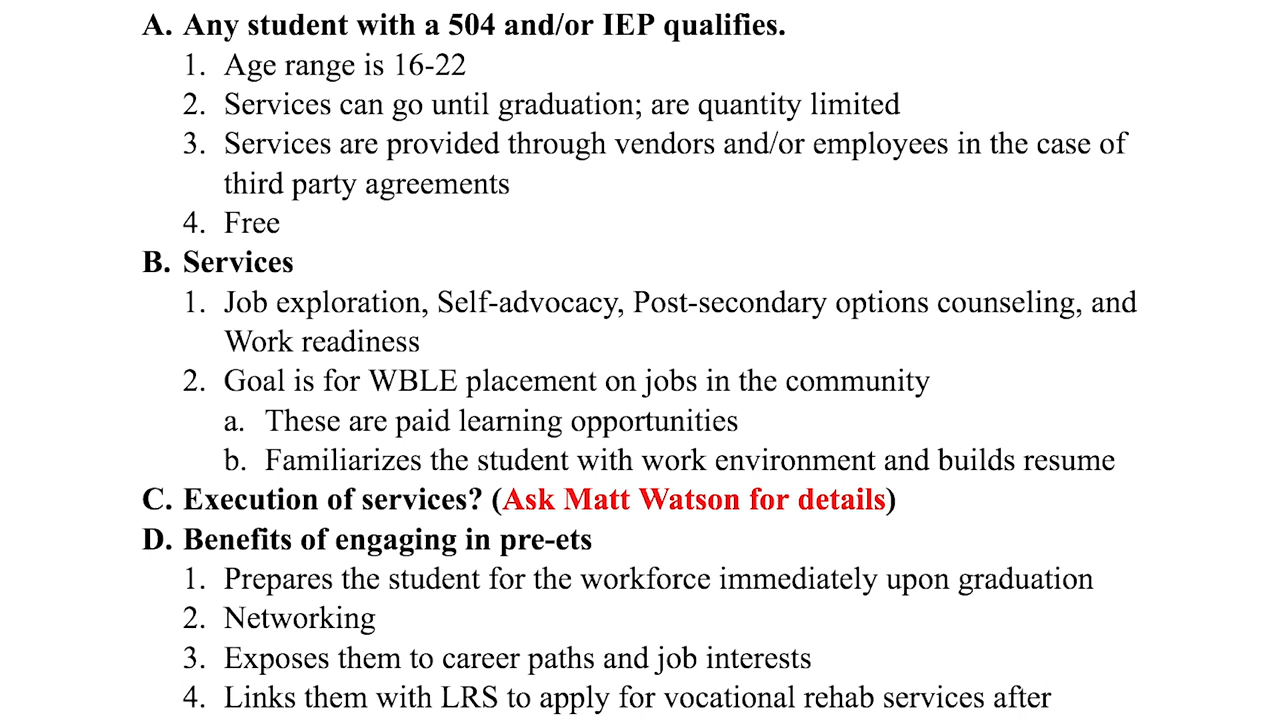 A. Any student with a 504 and/or IEP qualifies.
1. Age range is 16-22
2. Services can go until graduation; are quantity limited
3. Services are provided through vendors and/or employees in the case of
third party agreements
4. Free
B. Services
1. Job exploration, Self-advocacy, Post-secondary options counseling, and
Work readiness
2. Goal is for WBLE placement on jobs in the community
a. These are paid learning opportunities
b. Familiarizes the student with work environment and builds resume
C. Execution of services? (Ask Matt Watson for details)
D. Benefits of engaging in pre-ets
1. Prepares the student for the workforce immediately upon graduation
2. Networking
3. Exposes them to career paths and job interests
4. Links them with LRS to apply for vocational rehab services after